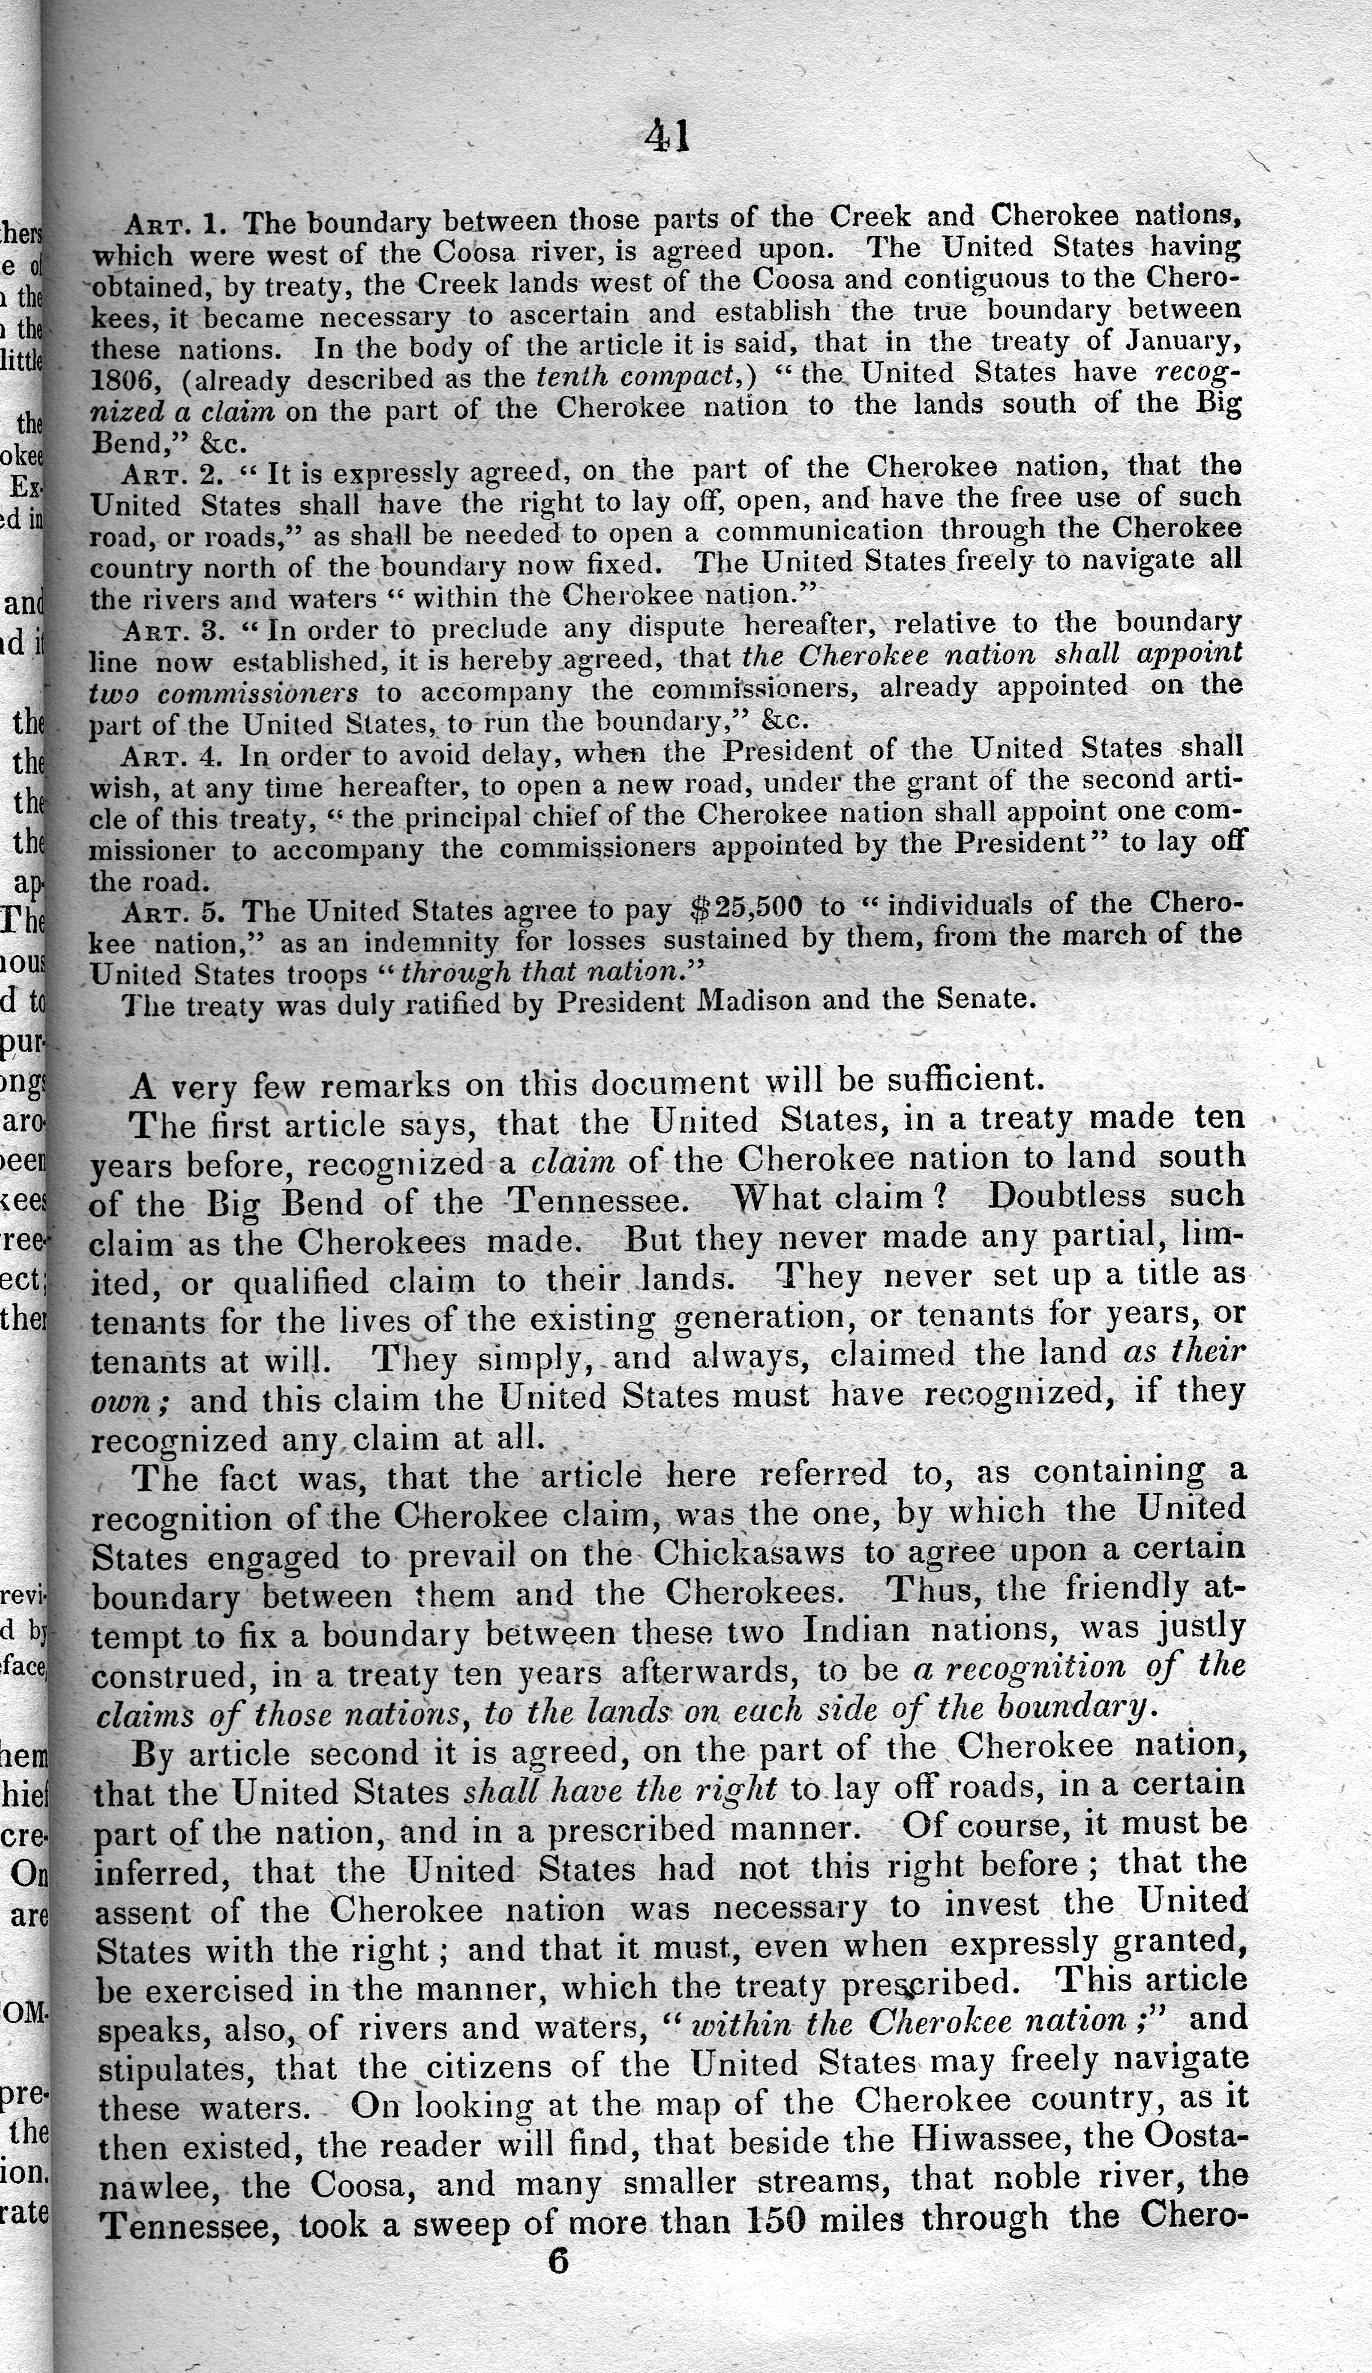 41
ART. 1. The boundary between those parts of the Creek and Cherokee nations,
which were west of the Coosa river, is agreed upon. The United States having
obtained, by treaty, the Creek lands west of the Coosa and contiguous to the Chero-
kees, it became necessary to ascertain and establish the true boundary between
these nations. In the body of the article it is said, that in the treaty of January,
1806, (already described as the tenth compact,) “the United States have recog-
nized a claim on the part of the Cherokee nation to the lands south of the Big
Bend,” &c.
ART. 2. “It is expressly agreed, on the part of the Cherokee nation, that the
United States shall have the right to lay off, open, and have the free use of such
road, or roads,” as shall be needed to open a communication through the Cherokee
country north of the boundary now fixed. The United States freely to navigate all
the rivers and waters “within the Cherokee nation.”
ART. 3. “In order to preclude any dispute hereafter, relative to the boundary
line now established, it is hereby agreed, that the Cherokee nation shall appoint
two commissioners to accompany the commissioners, already appointed on the
part of the United States, to run the boundary,” &c.
ART. 4. In order to avoid delay, when the President of the United States shall
wish, at any time hereafter, to open a new road, under the grant of the second arti-
cle of this treaty, “the principal chief of the Cherokee nation shall appoint one com-
missioner to accompany the commissioners appointed by the President” to lay off
the road.
ART. 5. The United States agree to pay $25,500 to “individuals of the Chero-
kee nation,” as an indemnity for losses sustained by them, from the march of the
United States troops “through that nation.”
The treaty was duly ratified by President Madison and the Senate.
A very few remarks on this document will be sufficient.
The first article says, that the United States, in a treaty made ten
years before, recognized a claim of the Cherokee nation to land south
of the Big Bend of the Tennessee. What claim? Doubtless such
claim as the Cherokees made. But they never made any partial, lim-
ited, or qualified claim to their lands. They never set up a title as
tenants for the lives of the existing generation, or tenants for years, or
tenants at will. They simply, and always, claimed the land as their
own; and this claim the United States must have recognized, if they
recognized any claim at all.
The fact was, that the article here referred to, as containing a
recognition of the Cherokee claim, was the one, by which the United
States engaged to prevail on the Chickasaws to agree upon a certain
boundary between them and the Cherokees. Thus, the friendly at-
tempt to fix a boundary between these two Indian nations, was justly
construed, in a treaty ten years afterwards, to be a recognition of the
claims of those nations, to the lands on each side of the boundary.
By article second it is agreed, on the part of the Cherokee nation,
that the United States shall have the right to lay off roads, in a certain
part of the nation, and in a prescribed manner. Of course, it must be
inferred, that the United States had not this right before; that the
assent of the Cherokee nation was necessary to invest the United
States with the right; and that it must, even when expressly granted,
be exercised in the manner, which the treaty prescribed. This article
speaks, also, of rivers and waters, “within the Cherokee nation;” and
stipulates, that the citizens of the United States may freely navigate
these waters. On looking at the map of the Cherokee country, as it
then existed, the reader will find, that beside the Hiwassee, the Oosta-
nawlee, the Coosa, and many smaller streams, that noble river, the
Tennessee, took a sweep of more than 150 miles through the Chero-
6